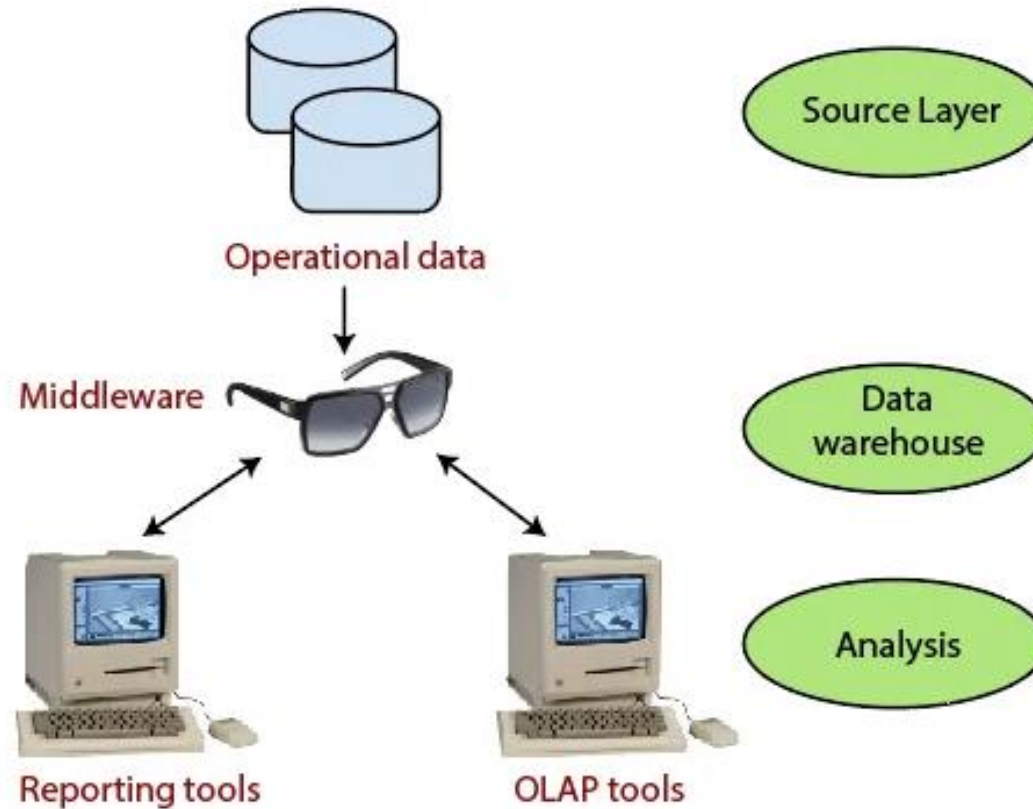 Source Layer
Operational data
Middleware
Data
warehouse
Analysis
Reporting tools
OLAP tools